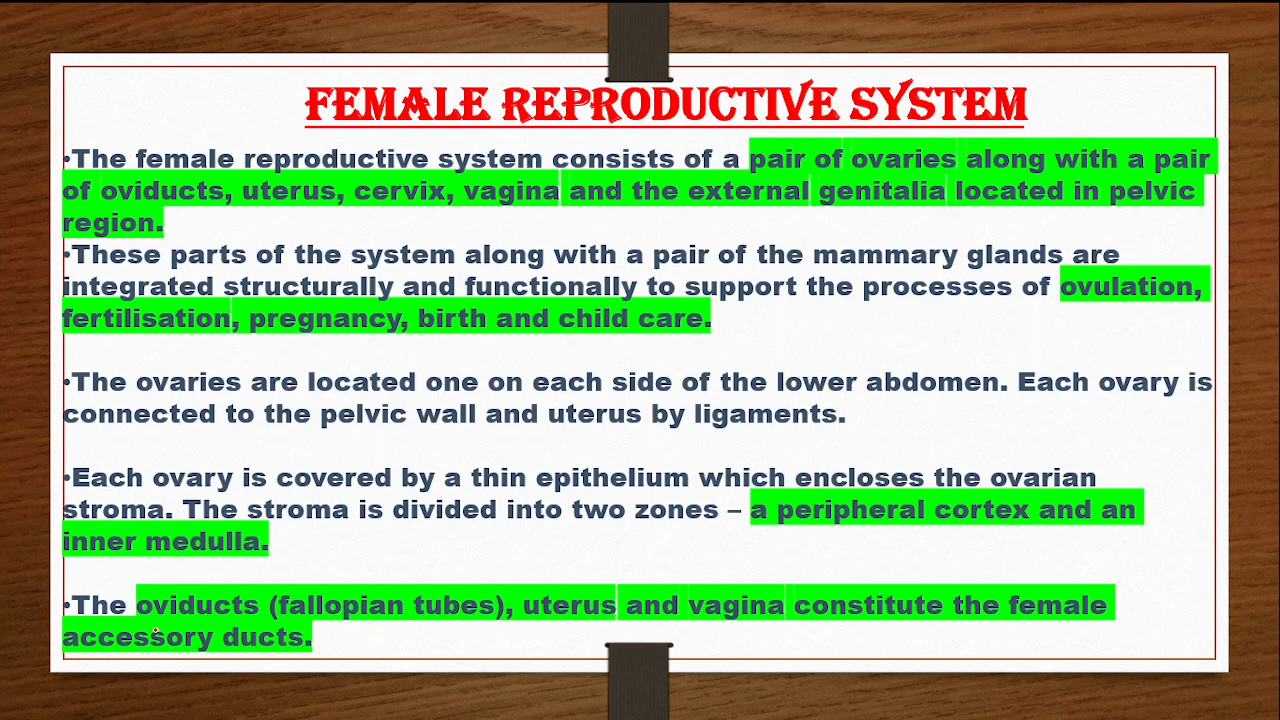 FEMALE REPRODUCTIVE SYSTEM
•The female reproductive system consists of a pair of ovaries along with a pair
of oviducts, uterus, cervix, vagina and the external genitalia located in pelvic
region.
•These parts of the system along with a pair of the mammary glands are
integrated structurally and functionally to support the processes of ovulation,
fertilisation, pregnancy, birth and child care.
•The ovaries are located one on each side of the lower abdomen. Each ovary is
connected to the pelvic wall and uterus by ligaments.
•Each ovary is covered by a thin epithelium which encloses the ovarian
stroma. The stroma is divided into two zones – a peripheral cortex and an
inner medulla.
•The oviducts (fallopian tubes), uterus and vagina constitute the female
accessory ducts.